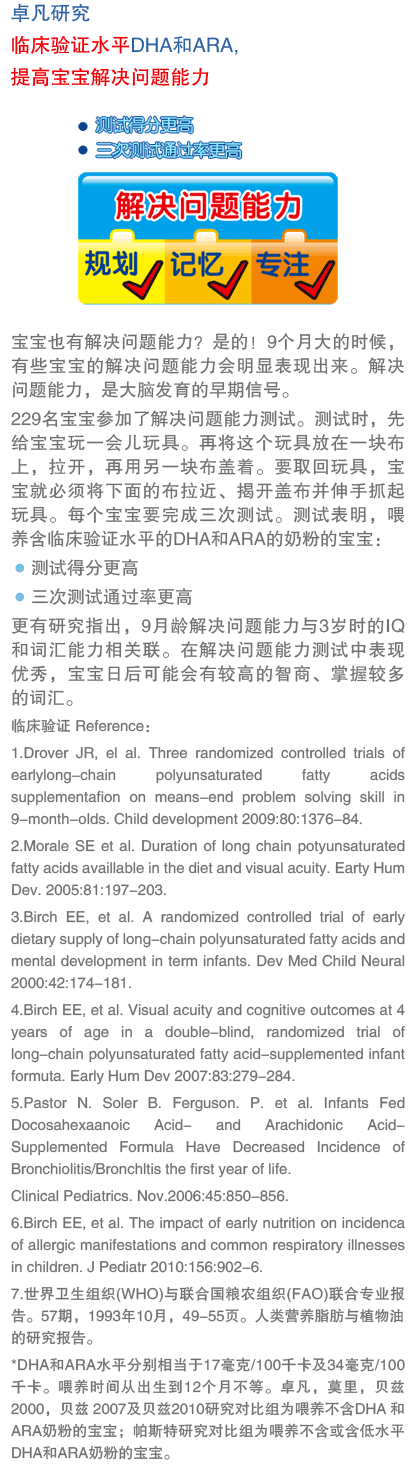 卓凡研究
临床验证水平DHA和ARA,
提高宝宝解决问题能力
● 测试得分更高
● 三次测试通过率更高
解决问题能力
规划 记忆 专注
宝宝也有解决问题能力？是的！9个月大的时候，
有些宝宝的解决问题能力会明显表现出来。解决
问题能力，是大脑发育的早期信号。
229名宝宝参加了解决问题能力测试。测试时，先
给宝宝玩一会儿玩具。再将这个玩具放在一块布
上，拉开，再用另一块布盖着。要取回玩具，宝
宝就必须将下面的布拉近、揭开盖布并伸手抓起
玩具。每个宝宝要完成三次测试。测试表明，喂
养含临床验证水平的DHA和ARA的奶粉的宝宝：
● 测试得分更高
● 三次测试通过率更高
更有研究指出，9月龄解决问题能力与3岁时的IQ
和词汇能力相关联。在解决问题能力测试中表现
优秀，宝宝日后可能会有较高的智商、掌握较多
的词汇。
临床验证 Reference：
1.Drover JR, el al. Three randomized controlled trials of
earlylong-chain polyunsaturated fatty acids
supplementafion on means-end problem solving skill in
9-month-olds. Child development 2009:80:1376-84.
2.Morale SE et al. Duration of long chain potyunsaturated
fatty acids availlable in the diet and visual acuity. Earty Hum
Dev. 2005:81:197-203.
3.Birch EE, et al. A randomized controlled trial of early
dietary supply of long-chain polyunsaturated fatty acids and
mental development in term infants. Dev Med Child Neural
2000:42:174-181.
4.Birch EE, et al. Visual acuity and cognitive outcomes at 4
years of age in a double-blind, randomized trial of
long-chain polyunsaturated fatty acid-supplemented infant
formuta. Early Hum Dev 2007:83:279-284.
5.Pastor N. Soler B. Ferguson. P. et al. Infants Fed
Docosahexaanoic Acid- and Arachidonic Acid-
Supplemented Formula Have Decreased Incidence of
Bronchiolitis/Bronchltis the first year of life.
Clinical Pediatrics. Nov.2006:45:850-856.
6.Birch EE, et al. The impact of early nutrition on incidenca
of allergic manifestations and common respiratory illnesses
in children. J Pediatr 2010:156:902-6.
7.世界卫生组织(WHO)与联合国粮农组织(FAO)联合专业报
告。57期，1993年10月，49-55页。人类营养脂肪与植物油
的研究报告。
*DHA和ARA水平分别相当于17毫克/100千卡及34毫克/100
千卡。喂养时间从出生到12个月不等。卓凡，莫里，贝兹
2000，贝兹 2007及贝兹2010研究对比组为喂养不含DHA 和
ARA奶粉的宝宝；帕斯特研究对比组为喂养不含或含低水平
DHA和ARA奶粉的宝宝。